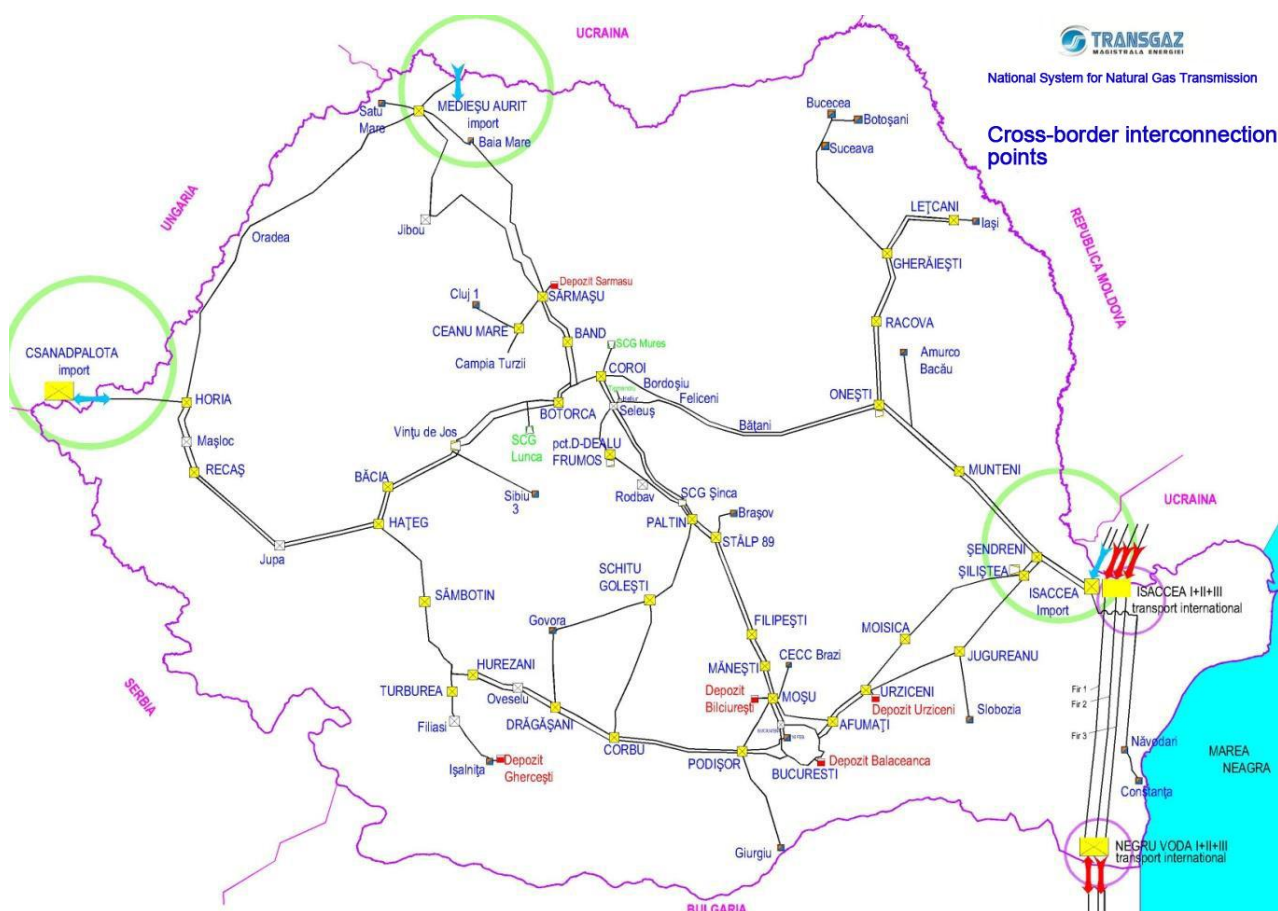 UCRAINA
TRANSGAZ
MAGISTRALA ENERGIEI
National System for Natural Gas Transmission
Cross-border interconnection
points
MEDIEŞU AURIT
import
Satu
Mare
Baia Mare
Bucecea
Botoşani
Suceava
UNGARIA
REPUBLICA MOLDOVA
LEŢCANI
Iaşi
Jibou
Oradea
GHERĂIEŞTI
Depozit Sarmasu
SĂRMAŞU
Cluj 1
CEANU MARE
BAND
Campia Turzii
RACOVA
SCG Mures
CSANADPALOTA
import
COROI
Amurco
Bacău
Bordoşiu
Feliceni
HORIA
BOTORCA
Seleuş
ONEŞTI
Băţani
Maşloc
Vinţu de Jos
SCG
Lunca
pct.D-DEALU
FRUMOS
RECAŞ
BĂCIA
MUNTENI
Sibiu
3
Rodbav
SCG Şinca
UCRAINA
HAŢEG
PALTIN
Braşov
STÂLP 89
Jupa
ŞENDRENI
ŞILIŞTEA
SCHITU
GOLEŞTI
ISACCEA
Import
ISACCEA I+II+III
transport international
SÂMBOTIN
Govora
FILIPEŞTI
MOISICA
CECC Brazi
JUGUREANU
MĂNEŞTI
HUREZANI
SERBIA
TURBUREA
Oveselu
Depozit
Bilciureşti
MOŞU
URZICENI
Depozit Urziceni
Fir 1
Fir 2
Fir 3
Filiasi
DRĂGĂŞANI
Slobozia
AFUMAŢI
CORBU
Năvodari
MAREA
NEAGRA
Işalniţa
Depozit
Gherceşti
PODIŞOR
BUCURESTI
Depozit Balaceanca
Constanţa
Giurgiu
NEGRU VODA I+II+III
transport international
BULGARIA